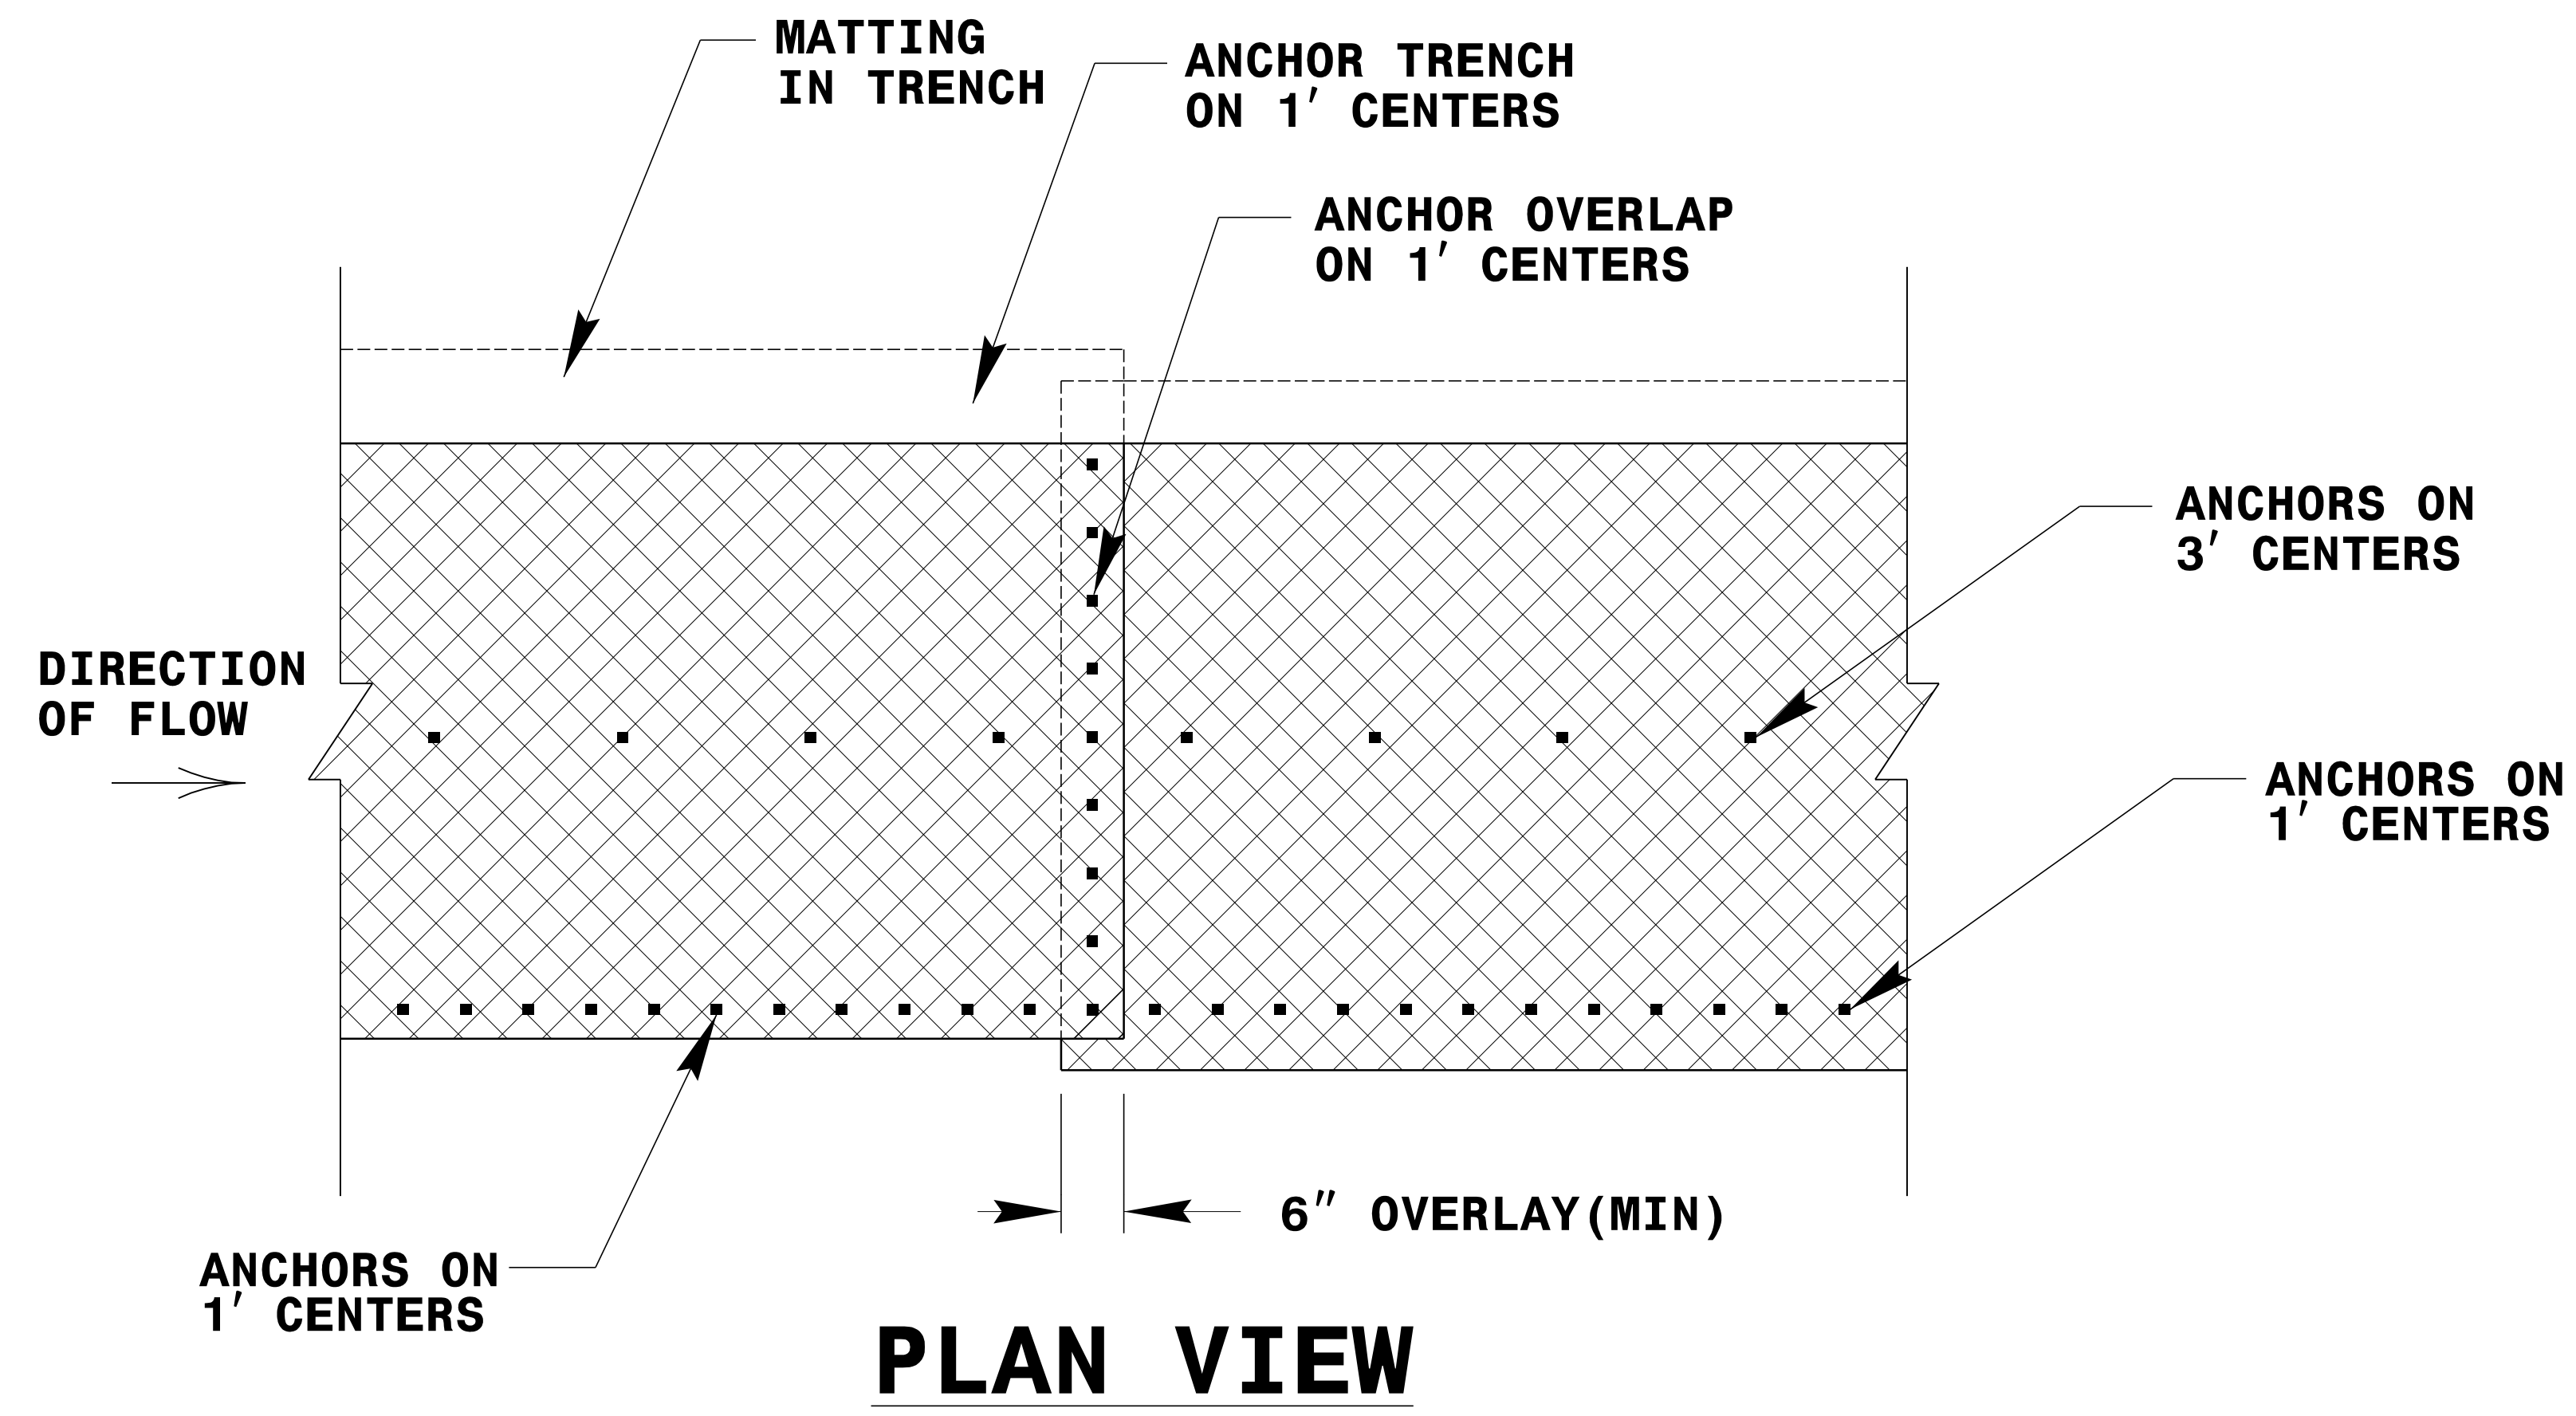 MATTING
IN TRENCH
ANCHOR TRENCH
ON 1' CENTERS
ANCHOR OVERLAP
ON 1' CENTERS
ANCHORS ON
3' CENTERS
DIRECTION
OF FLOW
ANCHORS ON
1' CENTERS
6" OVERLAY(MIN)
ANCHORS ON
1' CENTERS
PLAN VIEW